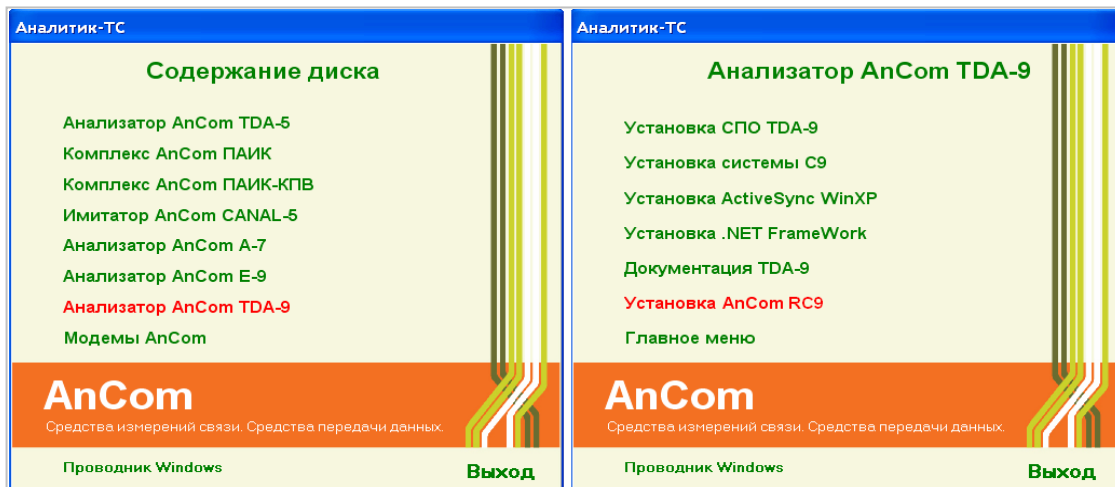 Аналитик-ТС
Содержание диска
Анализатор AnCom TDA-5
Комплекс AnCom ПАИК
Комплекс AnCom ПАИК-КПВ
Имитатор AnCom CANAL-5
Анализатор AnCom А-7
Анализатор AnCom E-9
Анализатор AnCom TDA-9
Модемы AnCom
AnCom
Средства измерений связи. Средства передачи данных.
Проводник Windows
Выход
Аналитик-ТС
Анализатор AnCom TDA-9
Установка СПО TDA-9
Установка системы С9
Установка ActiveSync WinXP
Установка .NET FrameWork
Документация TDA-9
Установка AnCom RC9
Главное меню
AnCom
Средства измерений связи. Средства передачи данных.
Проводник Windows
Выход